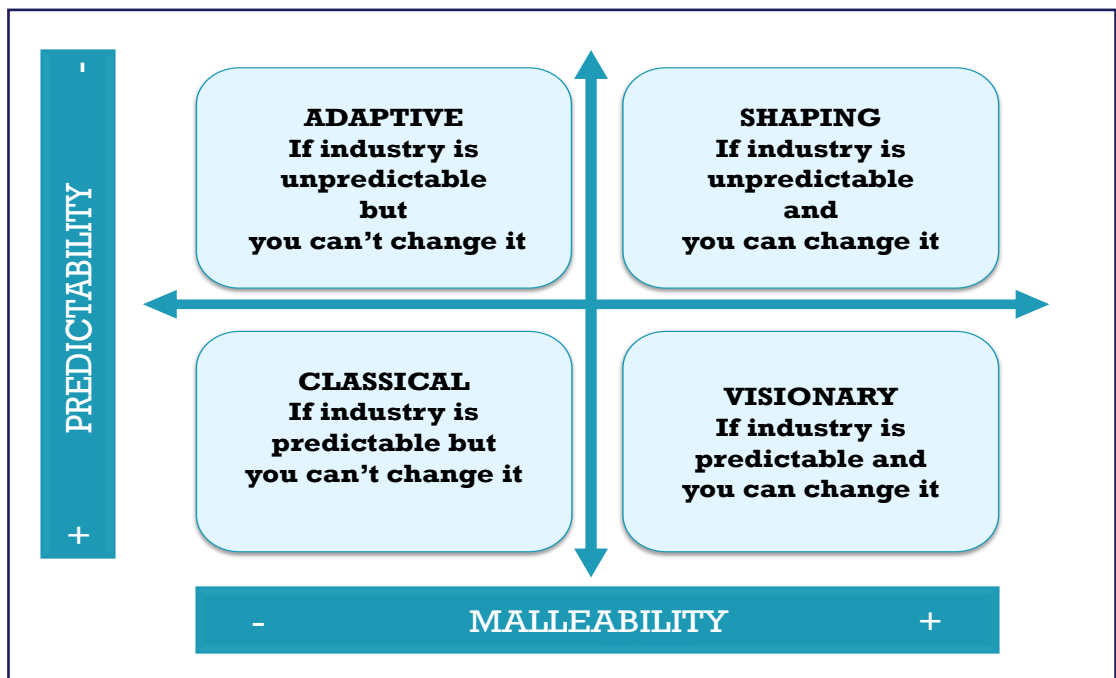 -
PREDICTABILITY
+
ADAPTIVE
If industry is
unpredictable
but
you can’t change it
SHAPING
If industry is
unpredictable
and
you can change it
CLASSICAL
If industry is
predictable but
you can’t change it
VISIONARY
If industry is
predictable and
you can change it
- MALLEABILITY +